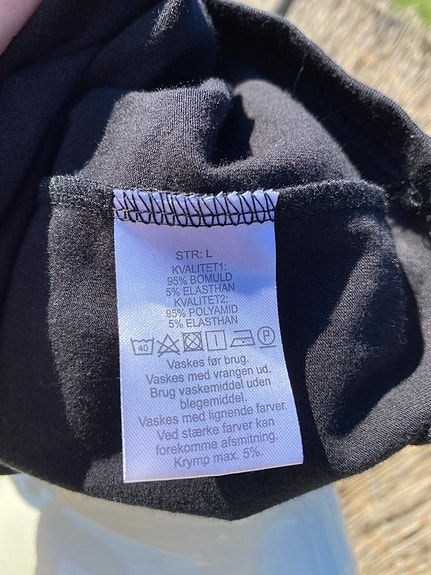 STR: L
KVALITET1:
95% BOMULD
5% ELASTHAN
KVALITET2:
95% POLYAMID
5% ELASTHAN
40 P
Vaskes før brug.
Vaskes med vrangen ud.
Brug vaskemiddel uden
blegemiddel.
Vaskes med lignende farver.
Ved stærke farver kan
forekomme afsmitning.
Krymp max. 5%.